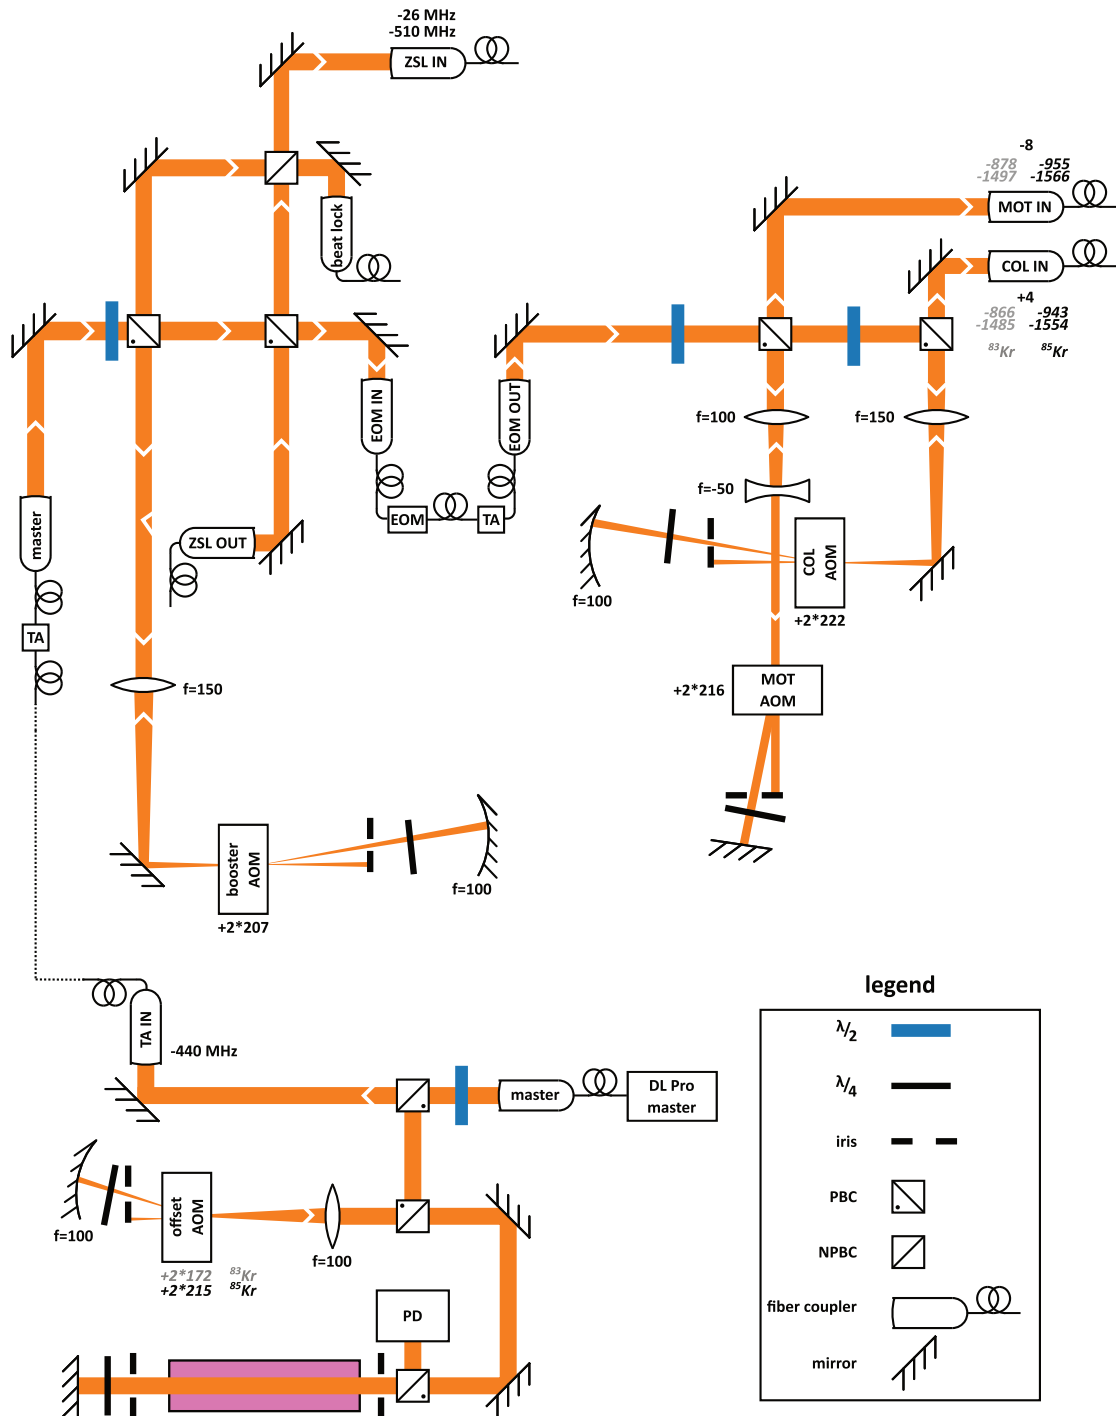 -26 MHz
-510 MHz
ZSL IN
beat lock
-8
-878 -955
-1497 -1566
MOT IN
COL IN
+4
-866 -943
-1485 -1554
⁸³Kr ⁸⁵Kr
EOM IN
EOM OUT
EOM
TA
master
TA
ZSL OUT
f=100
f=150
f=-50
COL
AOM
f=100
+2*222
+2*216
MOT
AOM
f=150
booster
AOM
f=100
+2*207
TA IN
-440 MHz
master
DL Pro
master
f=100
offset
AOM
f=100
+2*172 ⁸³Kr
+2*215 ⁸⁵Kr
PD
legend
λ/2
λ/4
iris
PBC
NPBC
fiber coupler
mirror